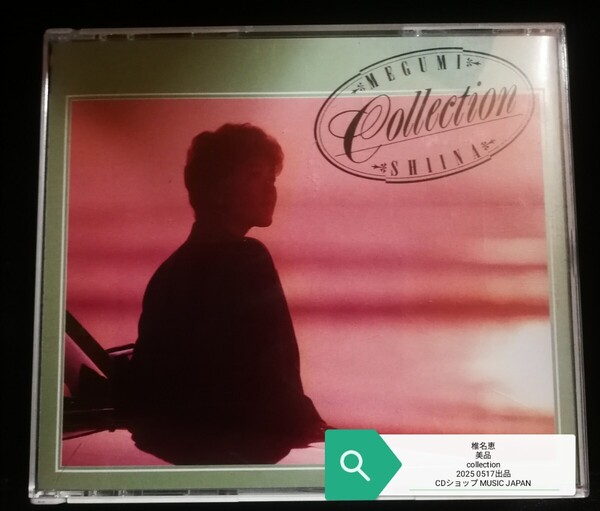 MEGUMI
Collection
SHIINA
椎名恵
美品
collection
2025 0517出品
CDショップ MUSIC JAPAN